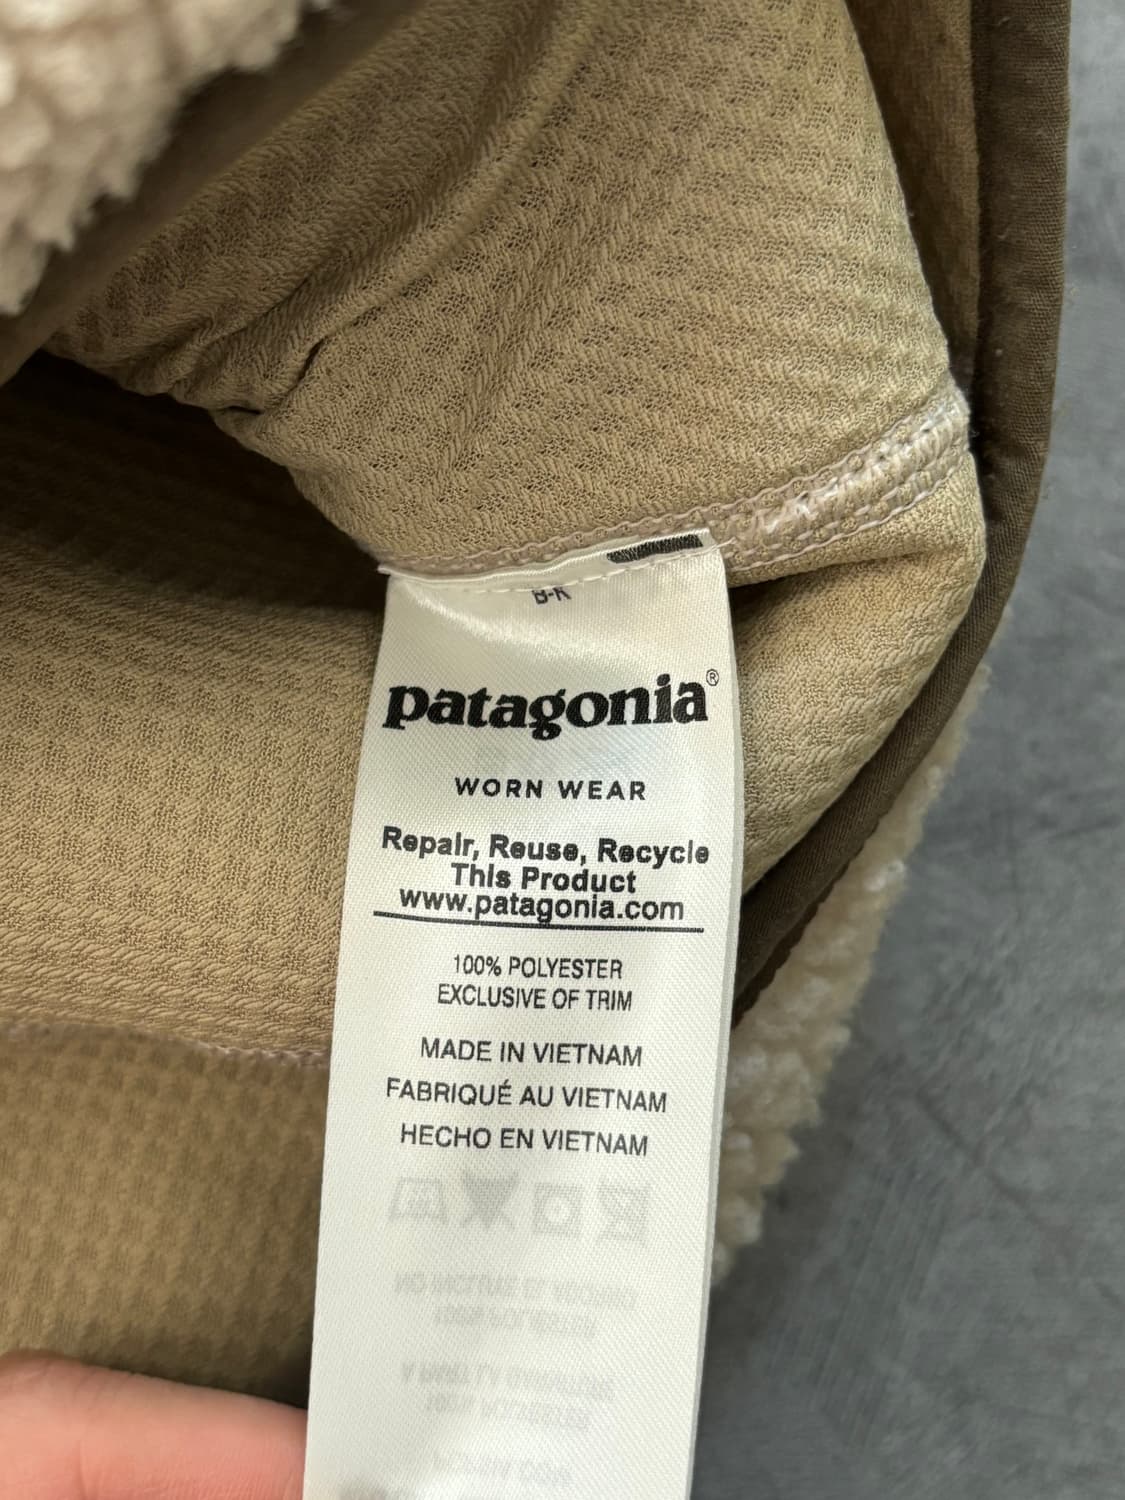 patagonia®
WORN WEAR
Repair, Reuse, Recycle
This Product
www.patagonia.com
100% POLYESTER
EXCLUSIVE OF TRIM
MADE IN VIETNAM
FABRIQUÉ AU VIETNAM
HECHO EN VIETNAM